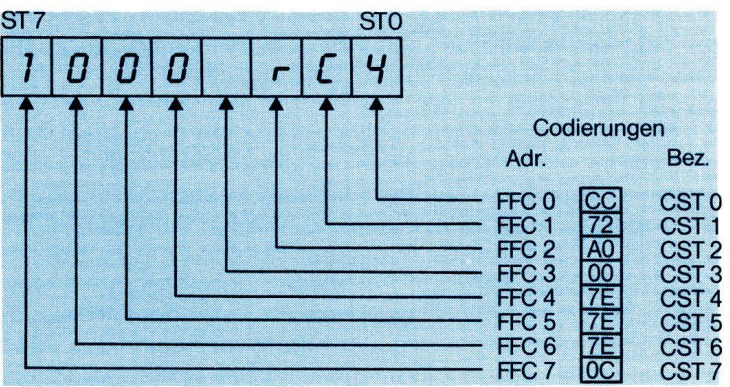 ST 7 ST0
1 0 0 0 r C 4
Codierungen
Adr. Bez.
FFC 0 CC CST 0
FFC 1 72 CST 1
FFC 2 A0 CST 2
FFC 3 00 CST 3
FFC 4 7E CST 4
FFC 5 7E CST 5
FFC 6 7E CST 6
FFC 7 0C CST 7